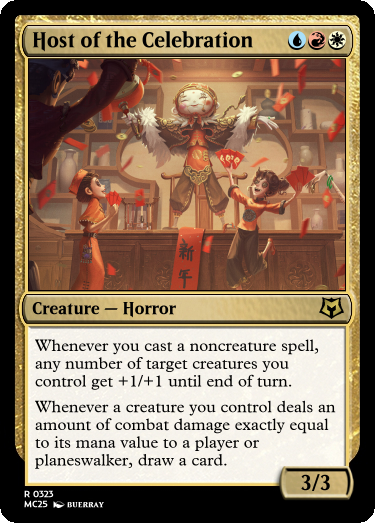 Host of the Celebration
新年
Creature — Horror
Whenever you cast a noncreature spell,
any number of target creatures you
control get +1/+1 until end of turn.
Whenever a creature you control deals an
amount of combat damage exactly equal
to its mana value to a player or
planeswalker, draw a card.
3/3
R 0323
MC25 BUERRAY